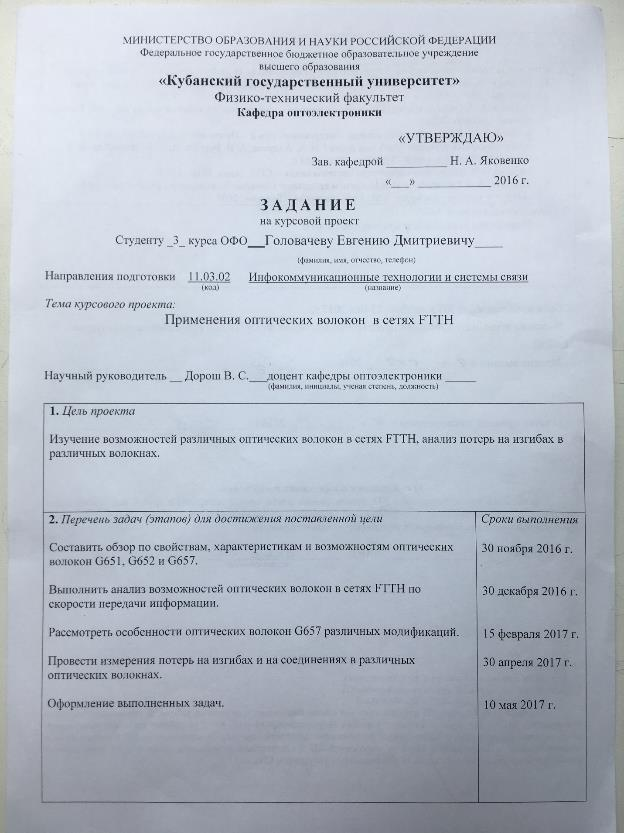 МИНИСТЕРСТВО ОБРАЗОВАНИЯ И НАУКИ РОССИЙСКОЙ ФЕДЕРАЦИИ
Федеральное государственное бюджетное образовательное учреждение
высшего образования
«Кубанский государственный университет»
Физико-технический факультет
Кафедра оптоэлектроники
«УТВЕРЖДАЮ»
Зав. кафедрой __________ Н. А. Яковенко
«___» ____________ 2016 г.
ЗАДАНИЕ
на курсовой проект
Студенту _3_ курса ОФО___Головачеву Евгению Дмитриевичу____
(фамилия, имя, отчество, телефон)
Направления подготовки 11.03.02 Инфокоммуникационные технологии и системы связи
(код) (название)
Тема курсового проекта:
Применения оптических волокон в сетях FTTH
Научный руководитель __ Дорош В. С.___доцент кафедры оптоэлектроники _____
(фамилия, инициалы, ученая степень, должность)
1. Цель проекта
Изучение возможностей различных оптических волокон в сетях FTTH, анализ потерь на изгибах в
различных волокнах.
2. Перечень задач (этапов) для достижения поставленной цели Сроки выполнения
Составить обзор по свойствам, характеристикам и возможностям оптических 30 ноября 2016 г.
волокон G651, G652 и G657.
Выполнить анализ возможностей оптических волокон в сетях FTTH по 30 декабря 2016 г.
скорости передачи информации.
Рассмотреть особенности оптических волокон G657 различных модификаций. 15 февраля 2017 г.
Провести измерения потерь на изгибах и на соединениях в различных 30 апреля 2017 г.
оптических волокнах.
Оформление выполненных задач. 10 мая 2017 г.